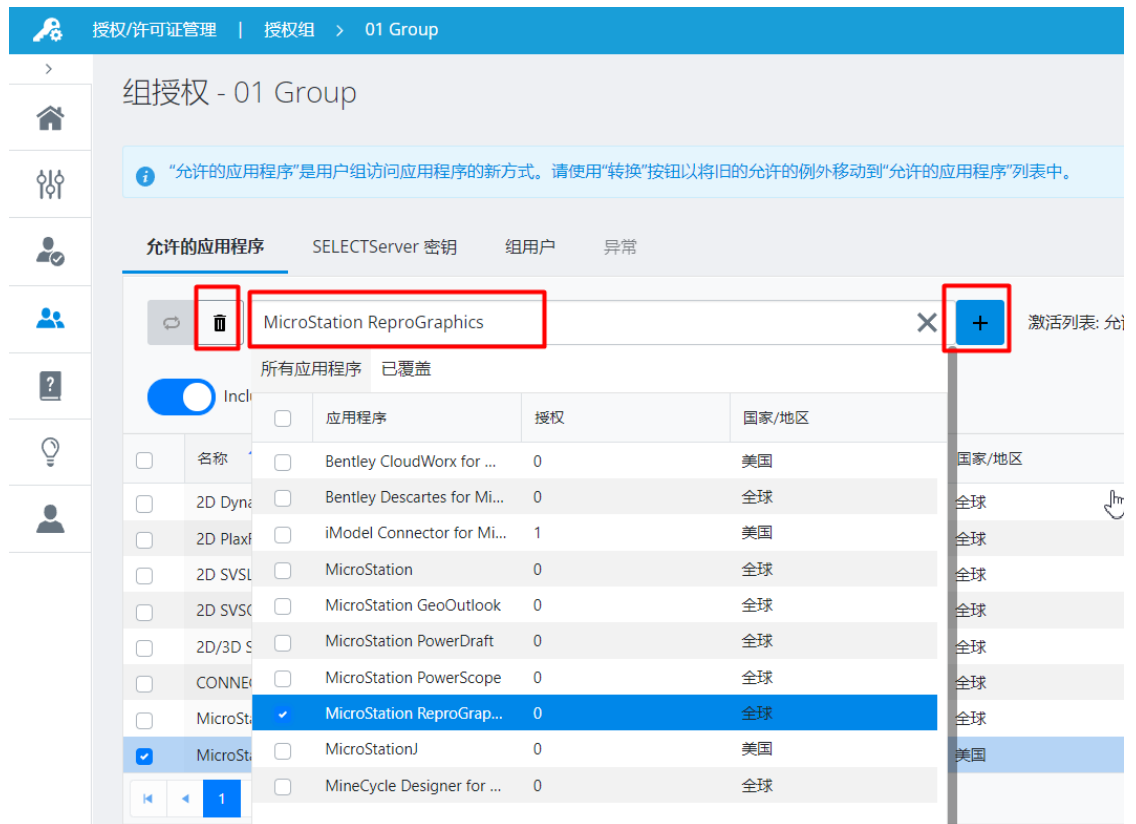 授权/许可证管理 | 授权组 > 01 Group
组授权 - 01 Group
“允许的应用程序”是用户组访问应用程序的新方式。请使用“转换”按钮以将旧的允许的例外移动到“允许的应用程序”列表中。
允许的应用程序 SELECTServer 密钥 组用户 异常
MicroStation ReproGraphics
激活列表: 允
所有应用程序 已覆盖
Incl
应用程序 授权 国家/地区
名称 国家/地区
Bentley CloudWorx for ... 0 美国
2D Dyna 全球
Bentley Descartes for Mi... 0 全球
2D Plax 全球
iModel Connector for Mi... 1 美国
2D SVSL 全球
MicroStation 0 全球
2D SVS 全球
MicroStation GeoOutlook 0 全球
2D/3D S 全球
MicroStation PowerDraft 0 全球
CONNE 全球
MicroStation PowerScope 0 全球
MicroSt 全球
MicroStation ReproGrap... 0 全球
MicroSt 美国
MicroStationJ 0 美国
MineCycle Designer for ... 0 全球
1